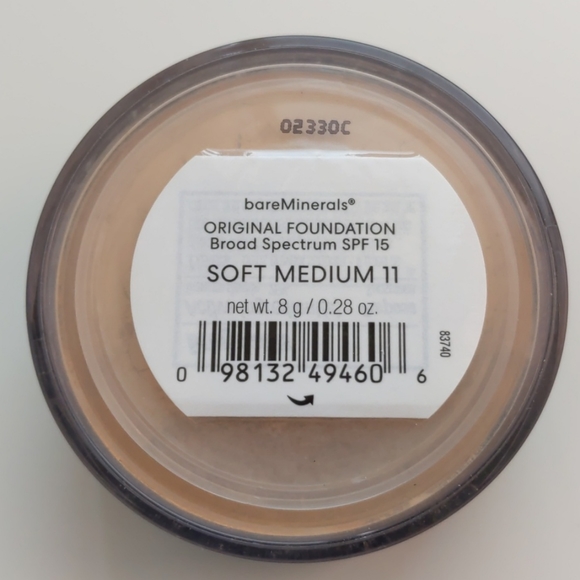 02330C
bareMinerals®
ORIGINAL FOUNDATION
Broad Spectrum SPF 15
SOFT MEDIUM 11
net wt. 8 g / 0.28 oz.
83740
0 98132 49460 6